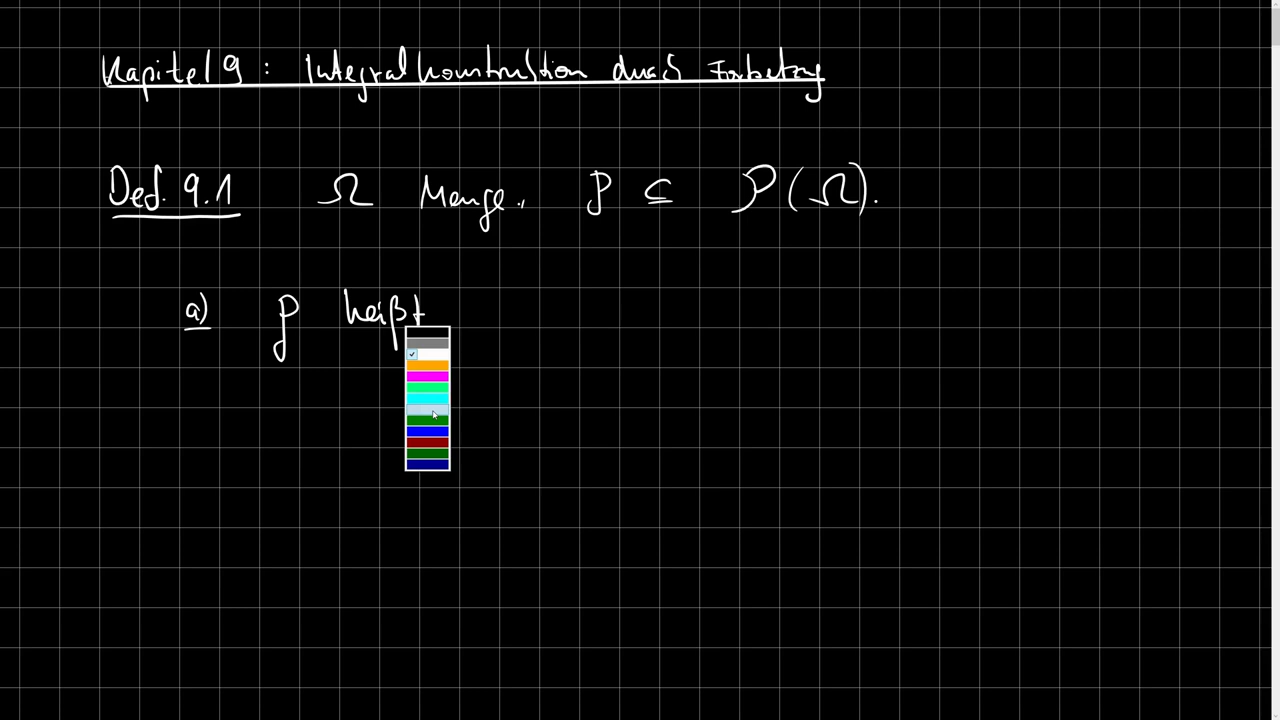 Kapitel 9 : Integralkonstruktion durch Fortsetzung
Def. 9.1 Ω Menge. ρ ⊆ 𝒫(Ω).
a) ρ heißt